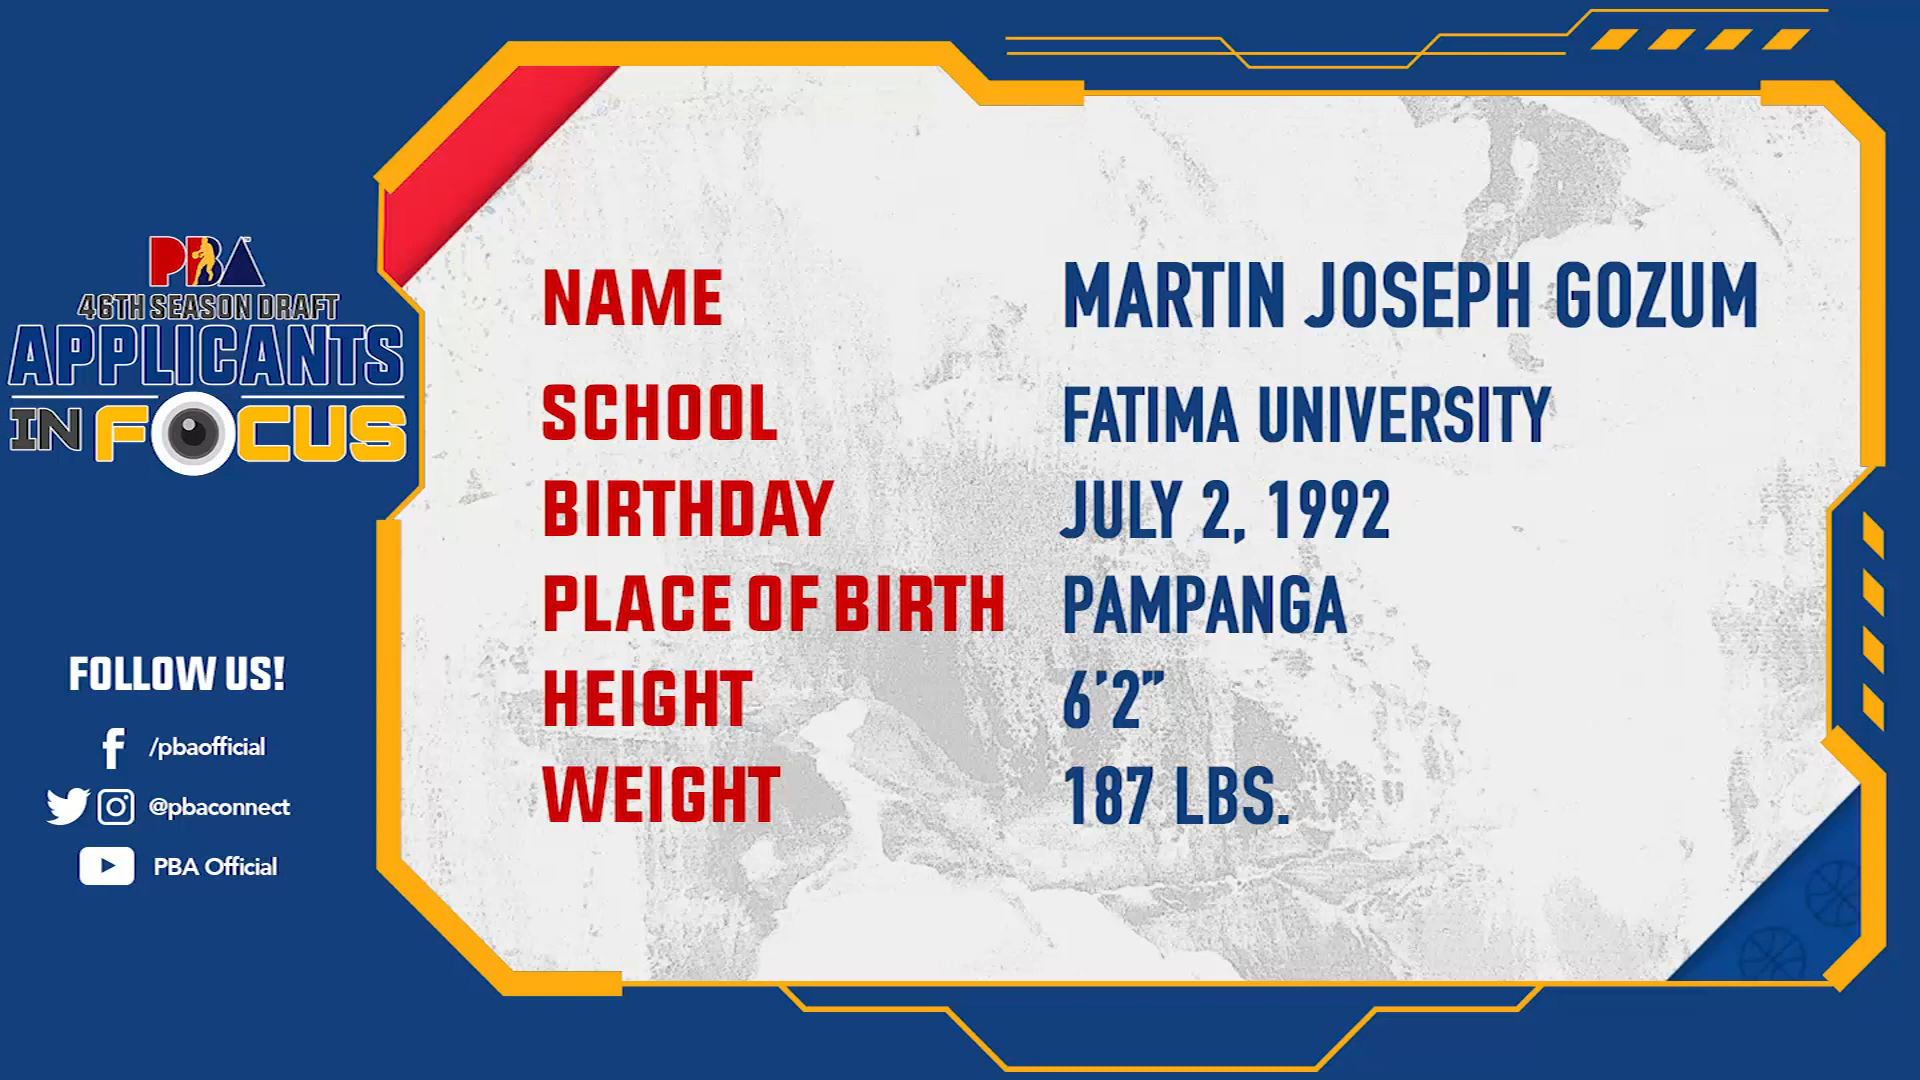 PBA
46TH SEASON DRAFT
APPLICANTS
IN FOCUS
FOLLOW US!
/pbaofficial
@pbaconnect
PBA Official
NAME MARTIN JOSEPH GOZUM
SCHOOL FATIMA UNIVERSITY
BIRTHDAY JULY 2, 1992
PLACE OF BIRTH PAMPANGA
HEIGHT 6'2"
WEIGHT 187 LBS.